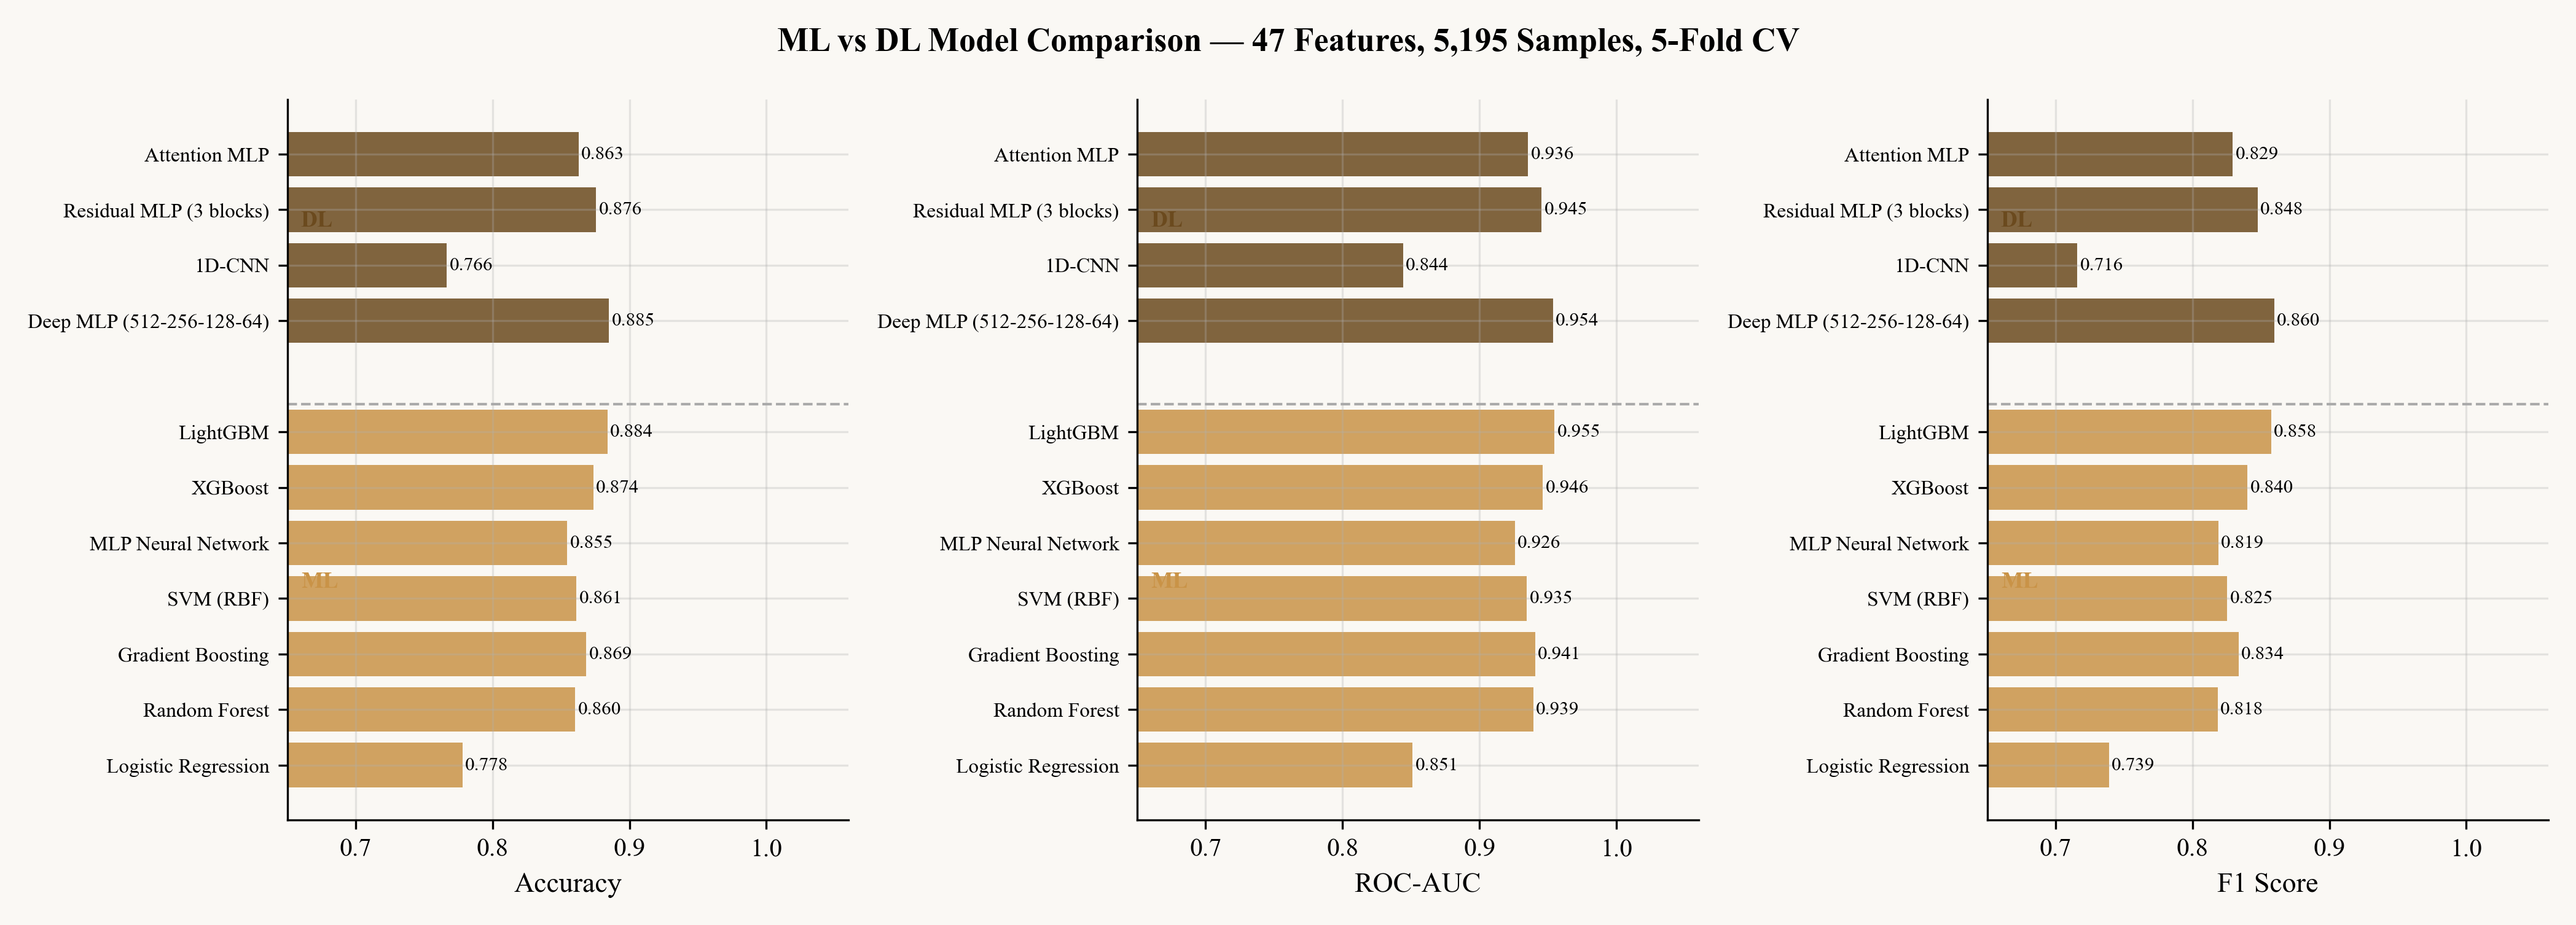 ML vs DL Model Comparison — 47 Features, 5,195 Samples, 5-Fold CV
Attention MLP
0.863
Residual MLP (3 blocks)
0.876
DL
1D-CNN
0.766
Deep MLP (512-256-128-64)
0.885
LightGBM
0.884
XGBoost
0.874
MLP Neural Network
0.855
ML
SVM (RBF)
0.861
Gradient Boosting
0.869
Random Forest
0.860
Logistic Regression
0.778
0.7 0.8 0.9 1.0
Accuracy
Attention MLP
0.936
Residual MLP (3 blocks)
0.945
DL
1D-CNN
0.844
Deep MLP (512-256-128-64)
0.954
LightGBM
0.955
XGBoost
0.946
MLP Neural Network
0.926
ML
SVM (RBF)
0.935
Gradient Boosting
0.941
Random Forest
0.939
Logistic Regression
0.851
0.7 0.8 0.9 1.0
ROC-AUC
Attention MLP
0.829
Residual MLP (3 blocks)
0.848
DL
1D-CNN
0.716
Deep MLP (512-256-128-64)
0.860
LightGBM
0.858
XGBoost
0.840
MLP Neural Network
0.819
ML
SVM (RBF)
0.825
Gradient Boosting
0.834
Random Forest
0.818
Logistic Regression
0.739
0.7 0.8 0.9 1.0
F1 Score